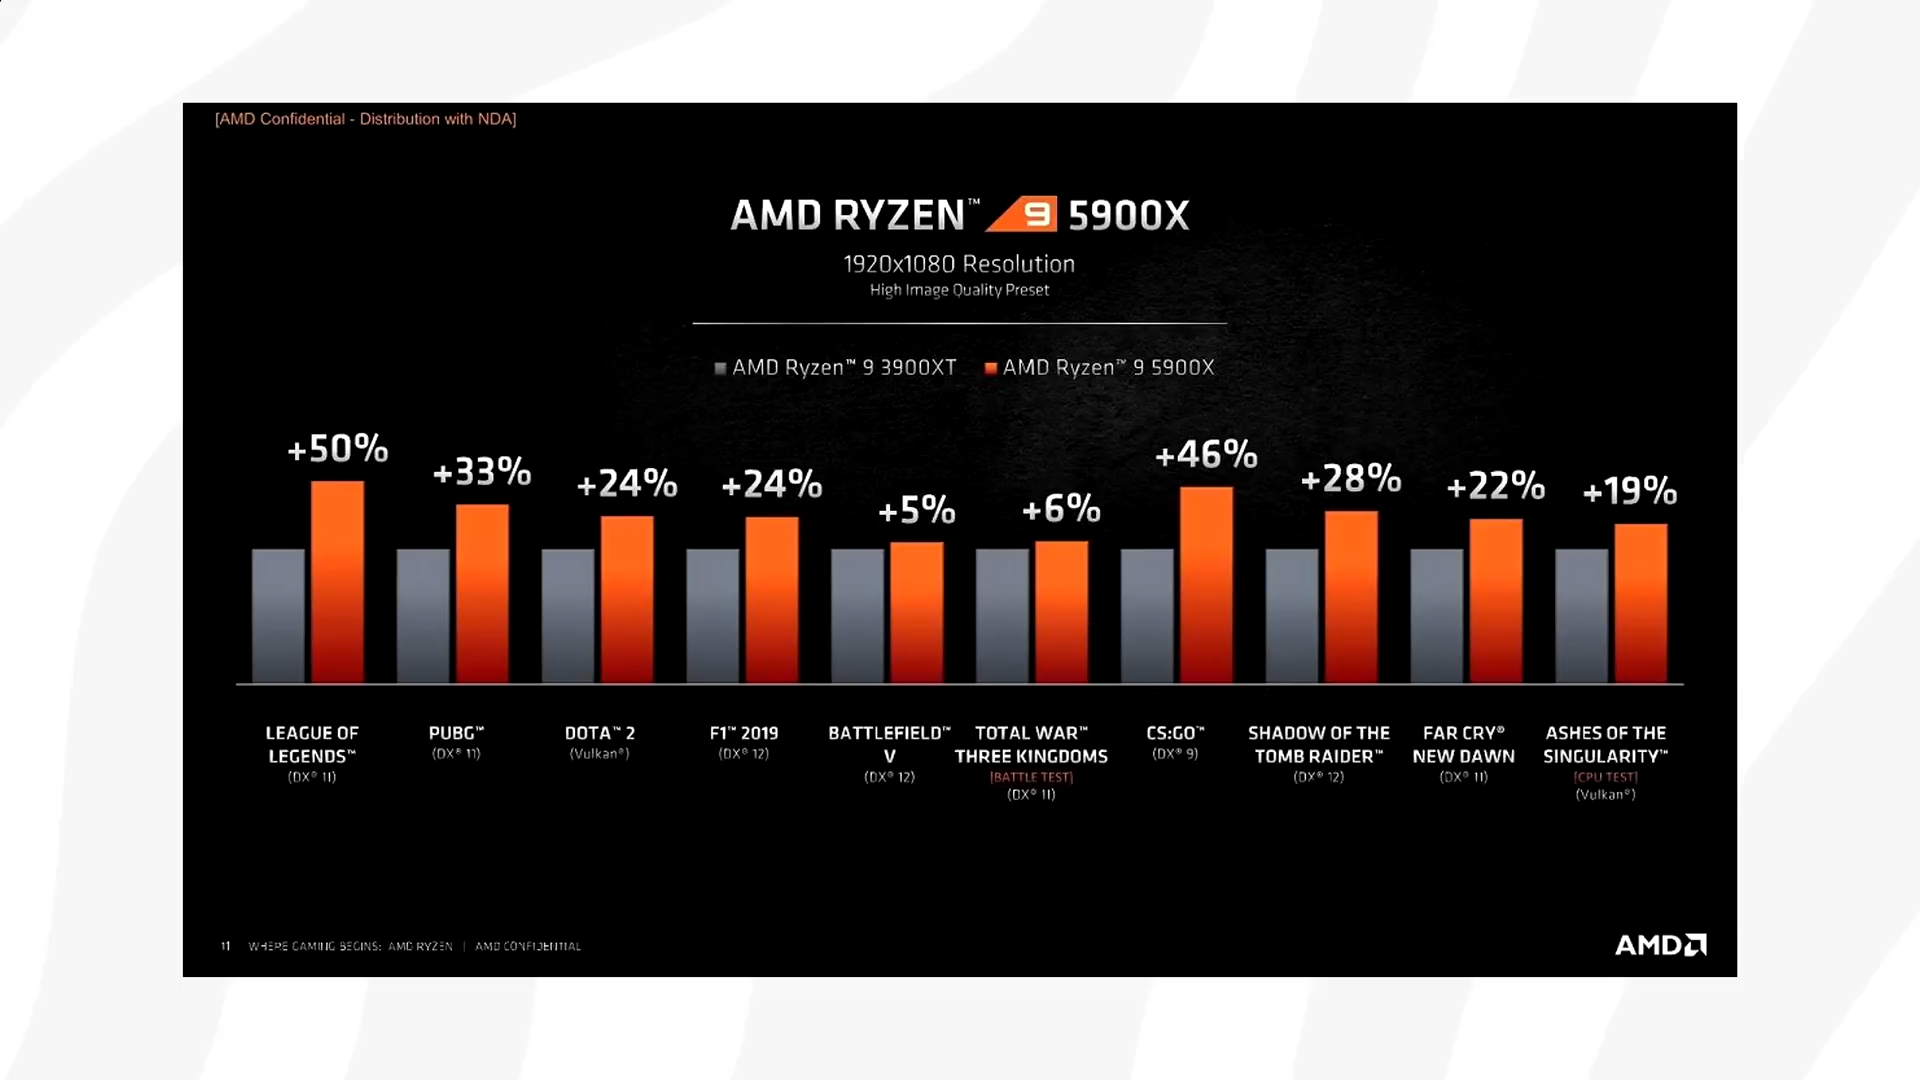 [AMD Confidential - Distribution with NDA]
AMD RYZEN™ 9 5900X
1920x1080 Resolution
High Image Quality Preset
AMD Ryzen™ 9 3900XT AMD Ryzen™ 9 5900X
+50% +33% +24% +24% +5% +6% +46% +28% +22% +19%
LEAGUE OF LEGENDS™
(DX® 11)
PUBG™
(DX® 11)
DOTA™ 2
(Vulkan®)
F1™ 2019
(DX® 12)
BATTLEFIELD™ V
(DX® 12)
TOTAL WAR™
THREE KINGDOMS
[BATTLE TEST]
(DX® 11)
CS:GO™
(DX® 9)
SHADOW OF THE
TOMB RAIDER™
(DX® 12)
FAR CRY®
NEW DAWN
(DX® 11)
ASHES OF THE
SINGULARITY™
[CPU TEST]
(Vulkan®)
11 WHERE GAMING BEGINS: AMD RYZEN | AMD CONFIDENTIAL
AMD